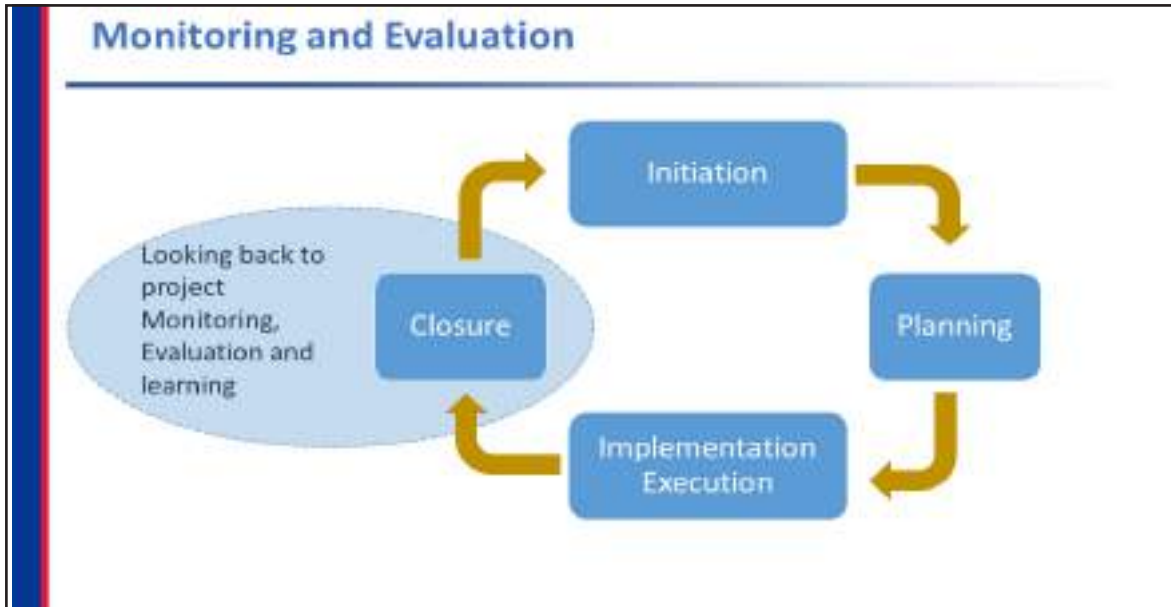 Monitoring and Evaluation
Initiation
Looking back to
project
Monitoring,
Evaluation and
learning
Closure
Planning
Implementation
Execution